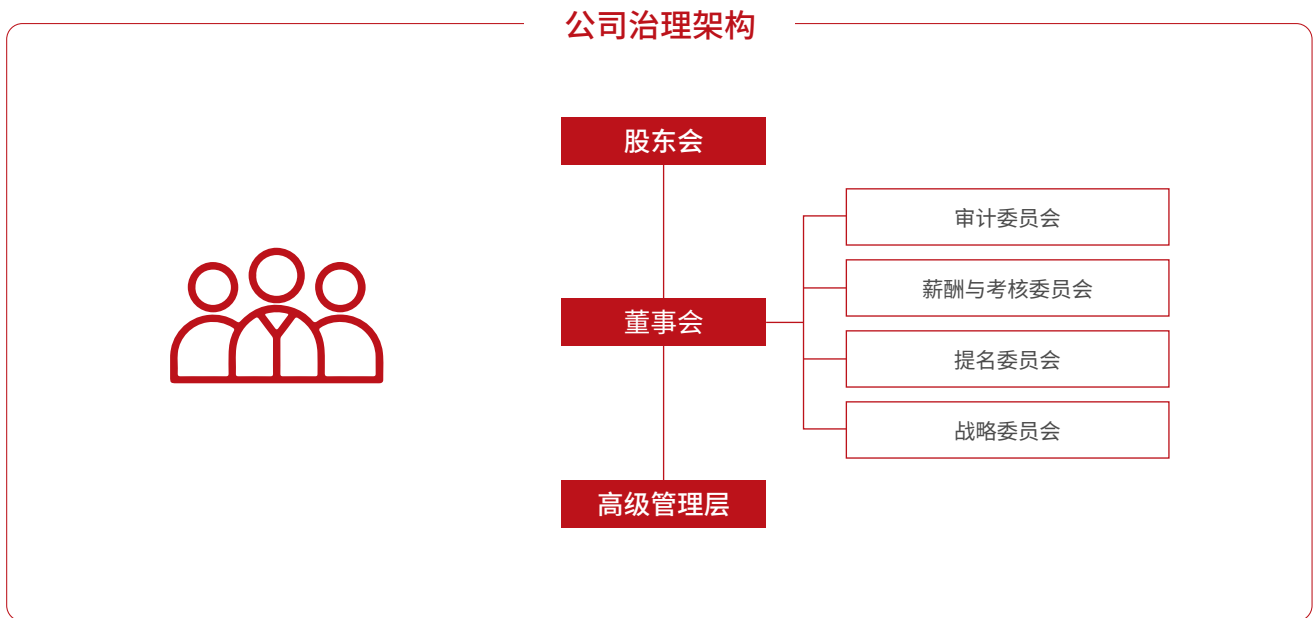 公司治理架构
股东会
审计委员会
薪酬与考核委员会
董事会
提名委员会
战略委员会
高级管理层